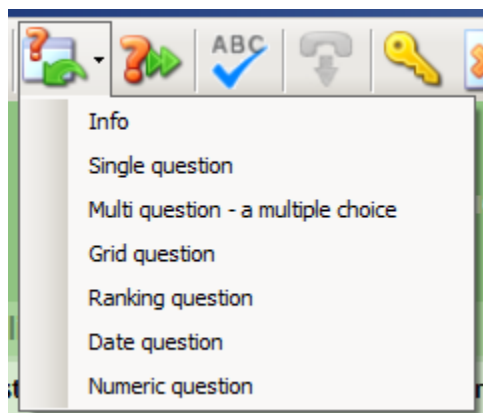 ABC
Info
Single question
Multi question - a multiple choice
Grid question
Ranking question
Date question
Numeric question